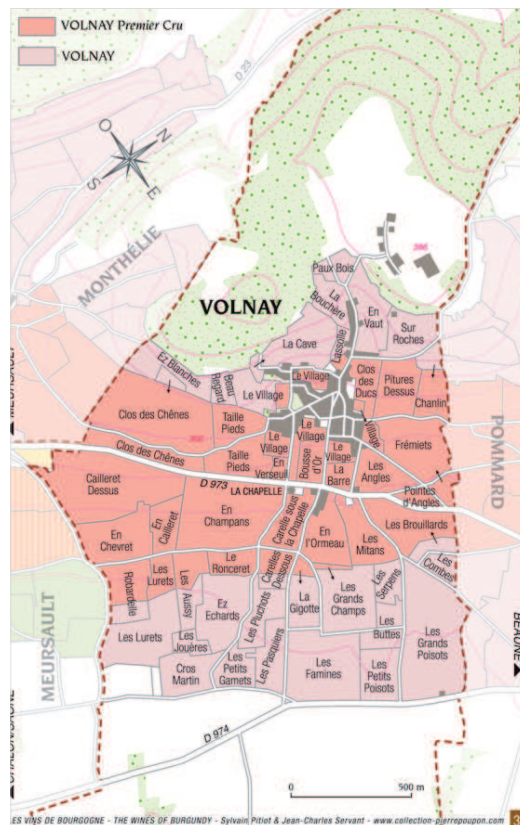 VOLNAY Premier Cru
VOLNAY
D 23
N
O
E
S
MONTHÉLIE
VOLNAY
386
Paux Bois
La
Bouchère
En
Vaut
Sur
Roches
Lassolle
La Cave
Ez Blanches
Beau
Regard
Le Village
Le Village
Clos
des
Ducs
Pitures
Dessus
Chanlin
Clos des Chênes
Taille
Pieds
Le
Village
Le
Village
Le
Village
Village
Frémiets
POMMARD
MEURSAULT
Clos des Chênes
Taille
Pieds
En
Verseuil
Bousse
d'Or
La
Barre
Les
Angles
Cailleret
Dessus
D 973
LA CHAPELLE
Pointes
d'Angles
En
Chevret
En
Cailleret
En
Champans
Carelle sous
la Chapelle
En
l'Ormeau
Les
Mitans
Les Brouillards
Robardelle
Les
Lurets
Les
Aussy
Le
Ronceret
Carelles
Dessous
Les Combes
Ez
Echards
Les Pluchots
La
Gigotte
Les
Grands
Champs
Les
Serpens
MEURSAULT
Les Lurets
Les
Jouères
Les
Buttes
Les
Grands
Poisots
BEAUNE
Cros
Martin
Les
Petits
Gamets
Les Pasquiers
Les
Famines
Les
Petits
Poisots
D 974
0
500 m
LES VINS DE BOURGOGNE - THE WINES OF BURGUNDY - Sylvain Pitiot & Jean-Charles Servant - www.collection-pierrepoupon.com